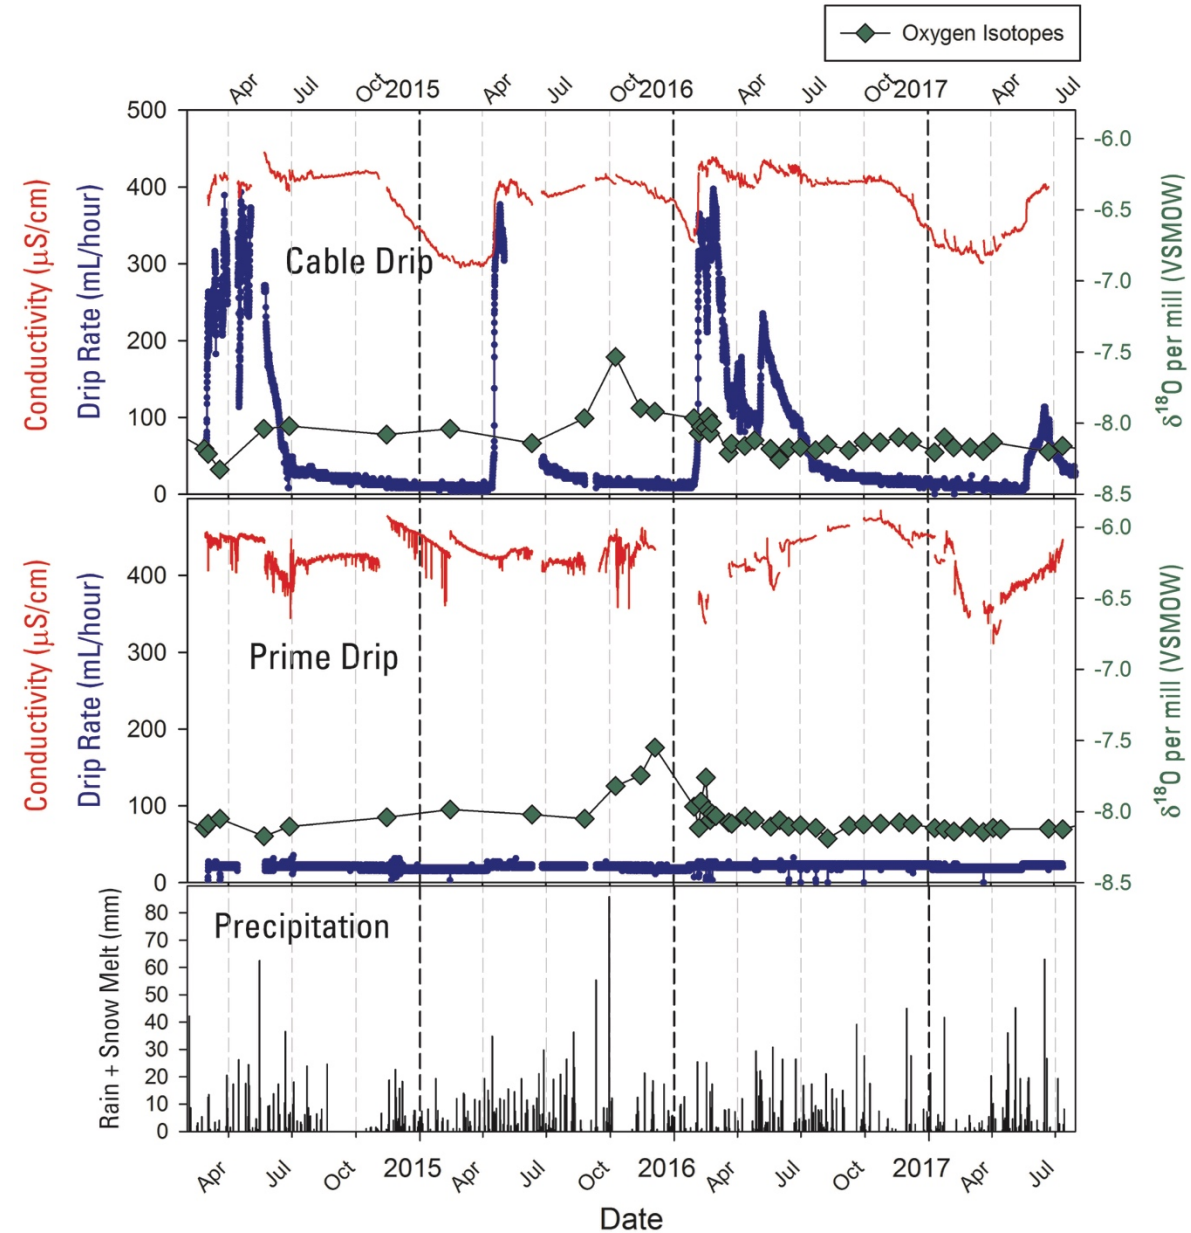 Oxygen Isotopes
Apr Jul Oct 2015 Apr Jul Oct 2016 Apr Jul Oct 2017 Apr Jul
Conductivity (µS/cm)
Drip Rate (mL/hour)
500
400
300
200
100
0
Cable Drip
-6.0
-6.5
-7.0
-7.5
-8.0
-8.5
δ18O per mill (VSMOW)
Conductivity (µS/cm)
Drip Rate (mL/hour)
400
300
200
100
0
Prime Drip
-6.0
-6.5
-7.0
-7.5
-8.0
-8.5
δ18O per mill (VSMOW)
Rain + Snow Melt (mm)
80
70
60
50
40
30
20
10
0
Precipitation
Apr Jul Oct 2015 Apr Jul Oct 2016 Apr Jul Oct 2017 Apr Jul
Date